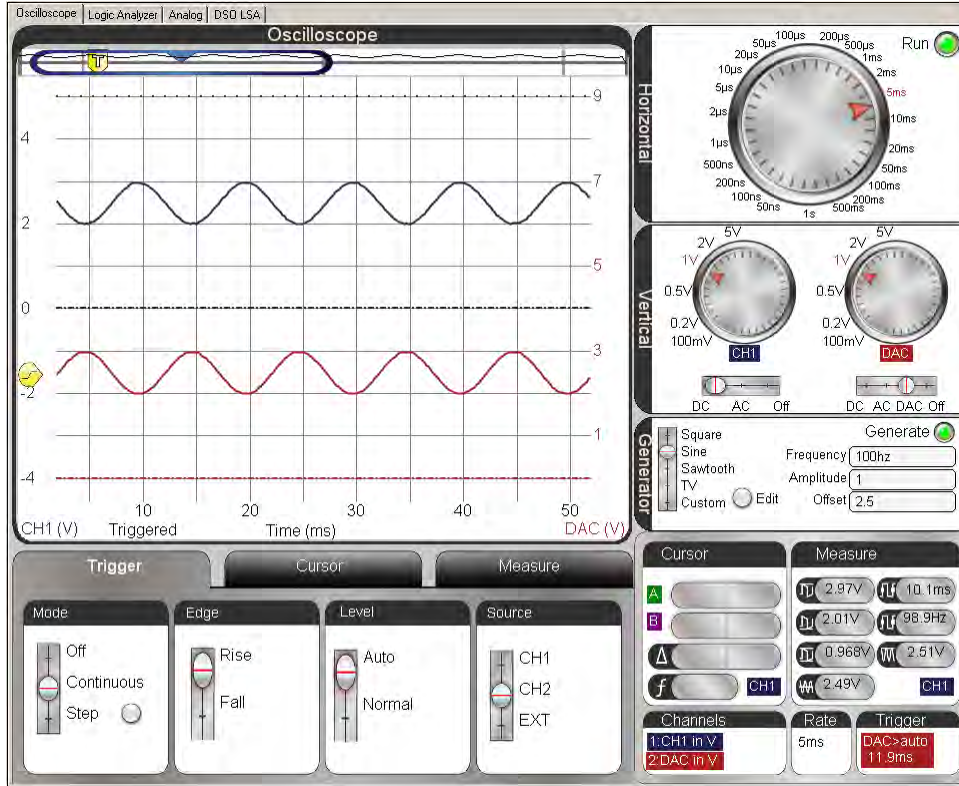 Oscilloscope Logic Analyzer Analog DSO LSA
Oscilloscope
T
9
4
7
2
5
0
3
-2
1
-4
10 20 30 40 50
CH1 (V) Triggered Time (ms) DAC (V)
Horizontal
Run
100µs 200µs
50µs 500µs
20µs 1ms
10µs 2ms
5µs 5ms
2µs 10ms
1µs 20ms
500ns 50ms
200ns 100ms
100ns 500ms 200ms
50ns 1s
Vertical
5V
2V
1V
0.5V
0.2V
100mV
CH1
DC AC Off
5V
2V
1V
0.5V
0.2V
100mV
DAC
DC AC DAC Off
Generator
Square
Sine
Sawtooth
TV
Custom Edit
Generate
Frequency 100hz
Amplitude 1
Offset 2.5
Trigger Cursor Measure
Mode
Off
Continuous
Step
Edge
Rise
Fall
Level
Auto
Normal
Source
CH1
CH2
EXT
Cursor
A
B
Δ
f CH1
Measure
2.97V 10.1ms
2.01V 98.9Hz
0.968V 2.51V
2.49V CH1
Channels
1:CH1 in V
2:DAC in V
Rate
5ms
Trigger
DAC>auto
11.9ms